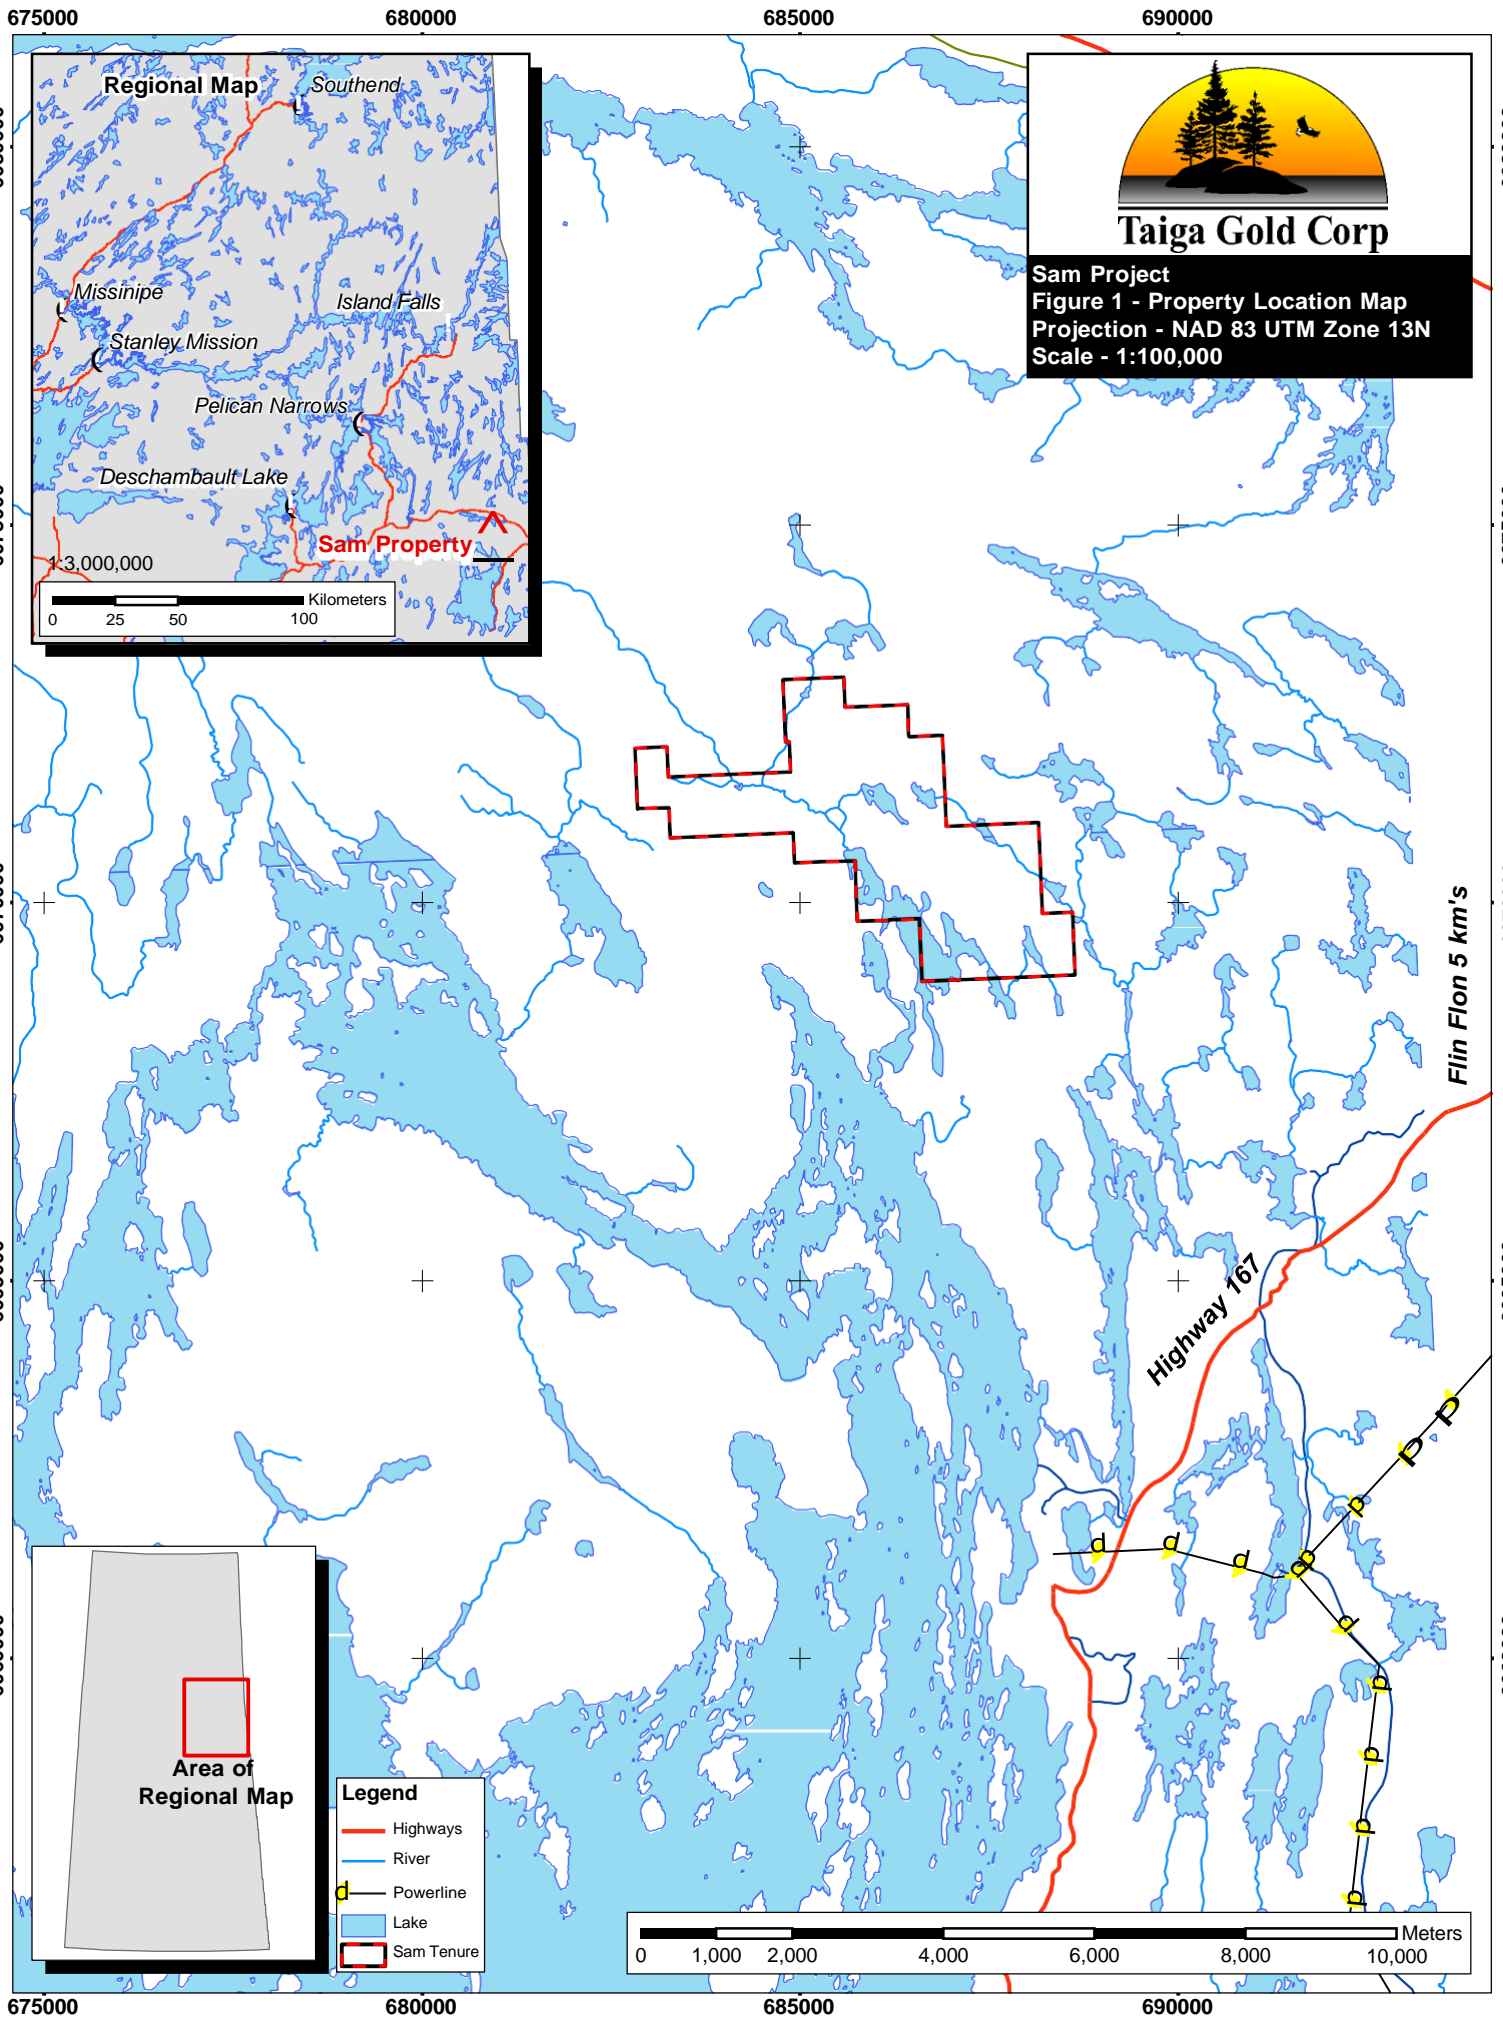 675000
680000
685000
690000
Regional Map
Southend
Missinipe
Island Falls
Stanley Mission
Pelican Narrows
Deschambault Lake
Sam Property
1:3,000,000
Kilometers
0 25 50 100
Taiga Gold Corp
Sam Project
Figure 1 - Property Location Map
Projection - NAD 83 UTM Zone 13N
Scale - 1:100,000
Flin Flon 5 km's
Highway 167
Area of
Regional Map
Legend
Highways
River
Powerline
Lake
Sam Tenure
Meters
0 1,000 2,000 4,000 6,000 8,000 10,000
675000
680000
685000
690000